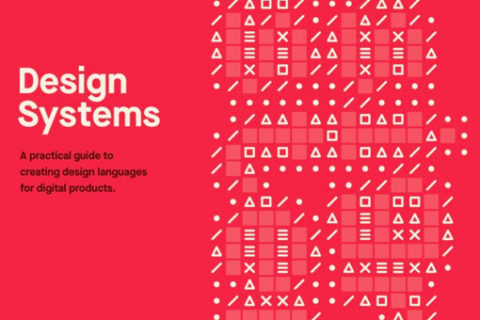 Design
Systems
A practical guide to
creating design languages
for digital products.